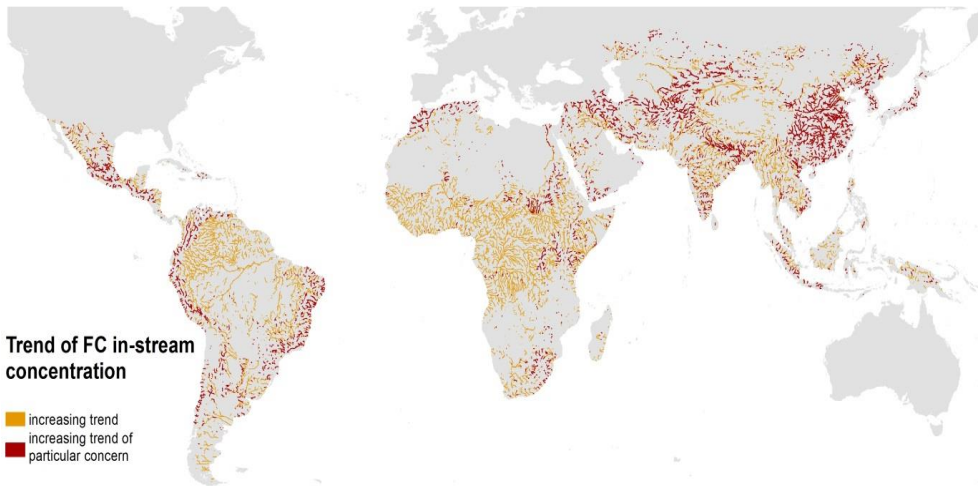 Trend of FC in-stream
concentration
increasing trend
increasing trend of
particular concern